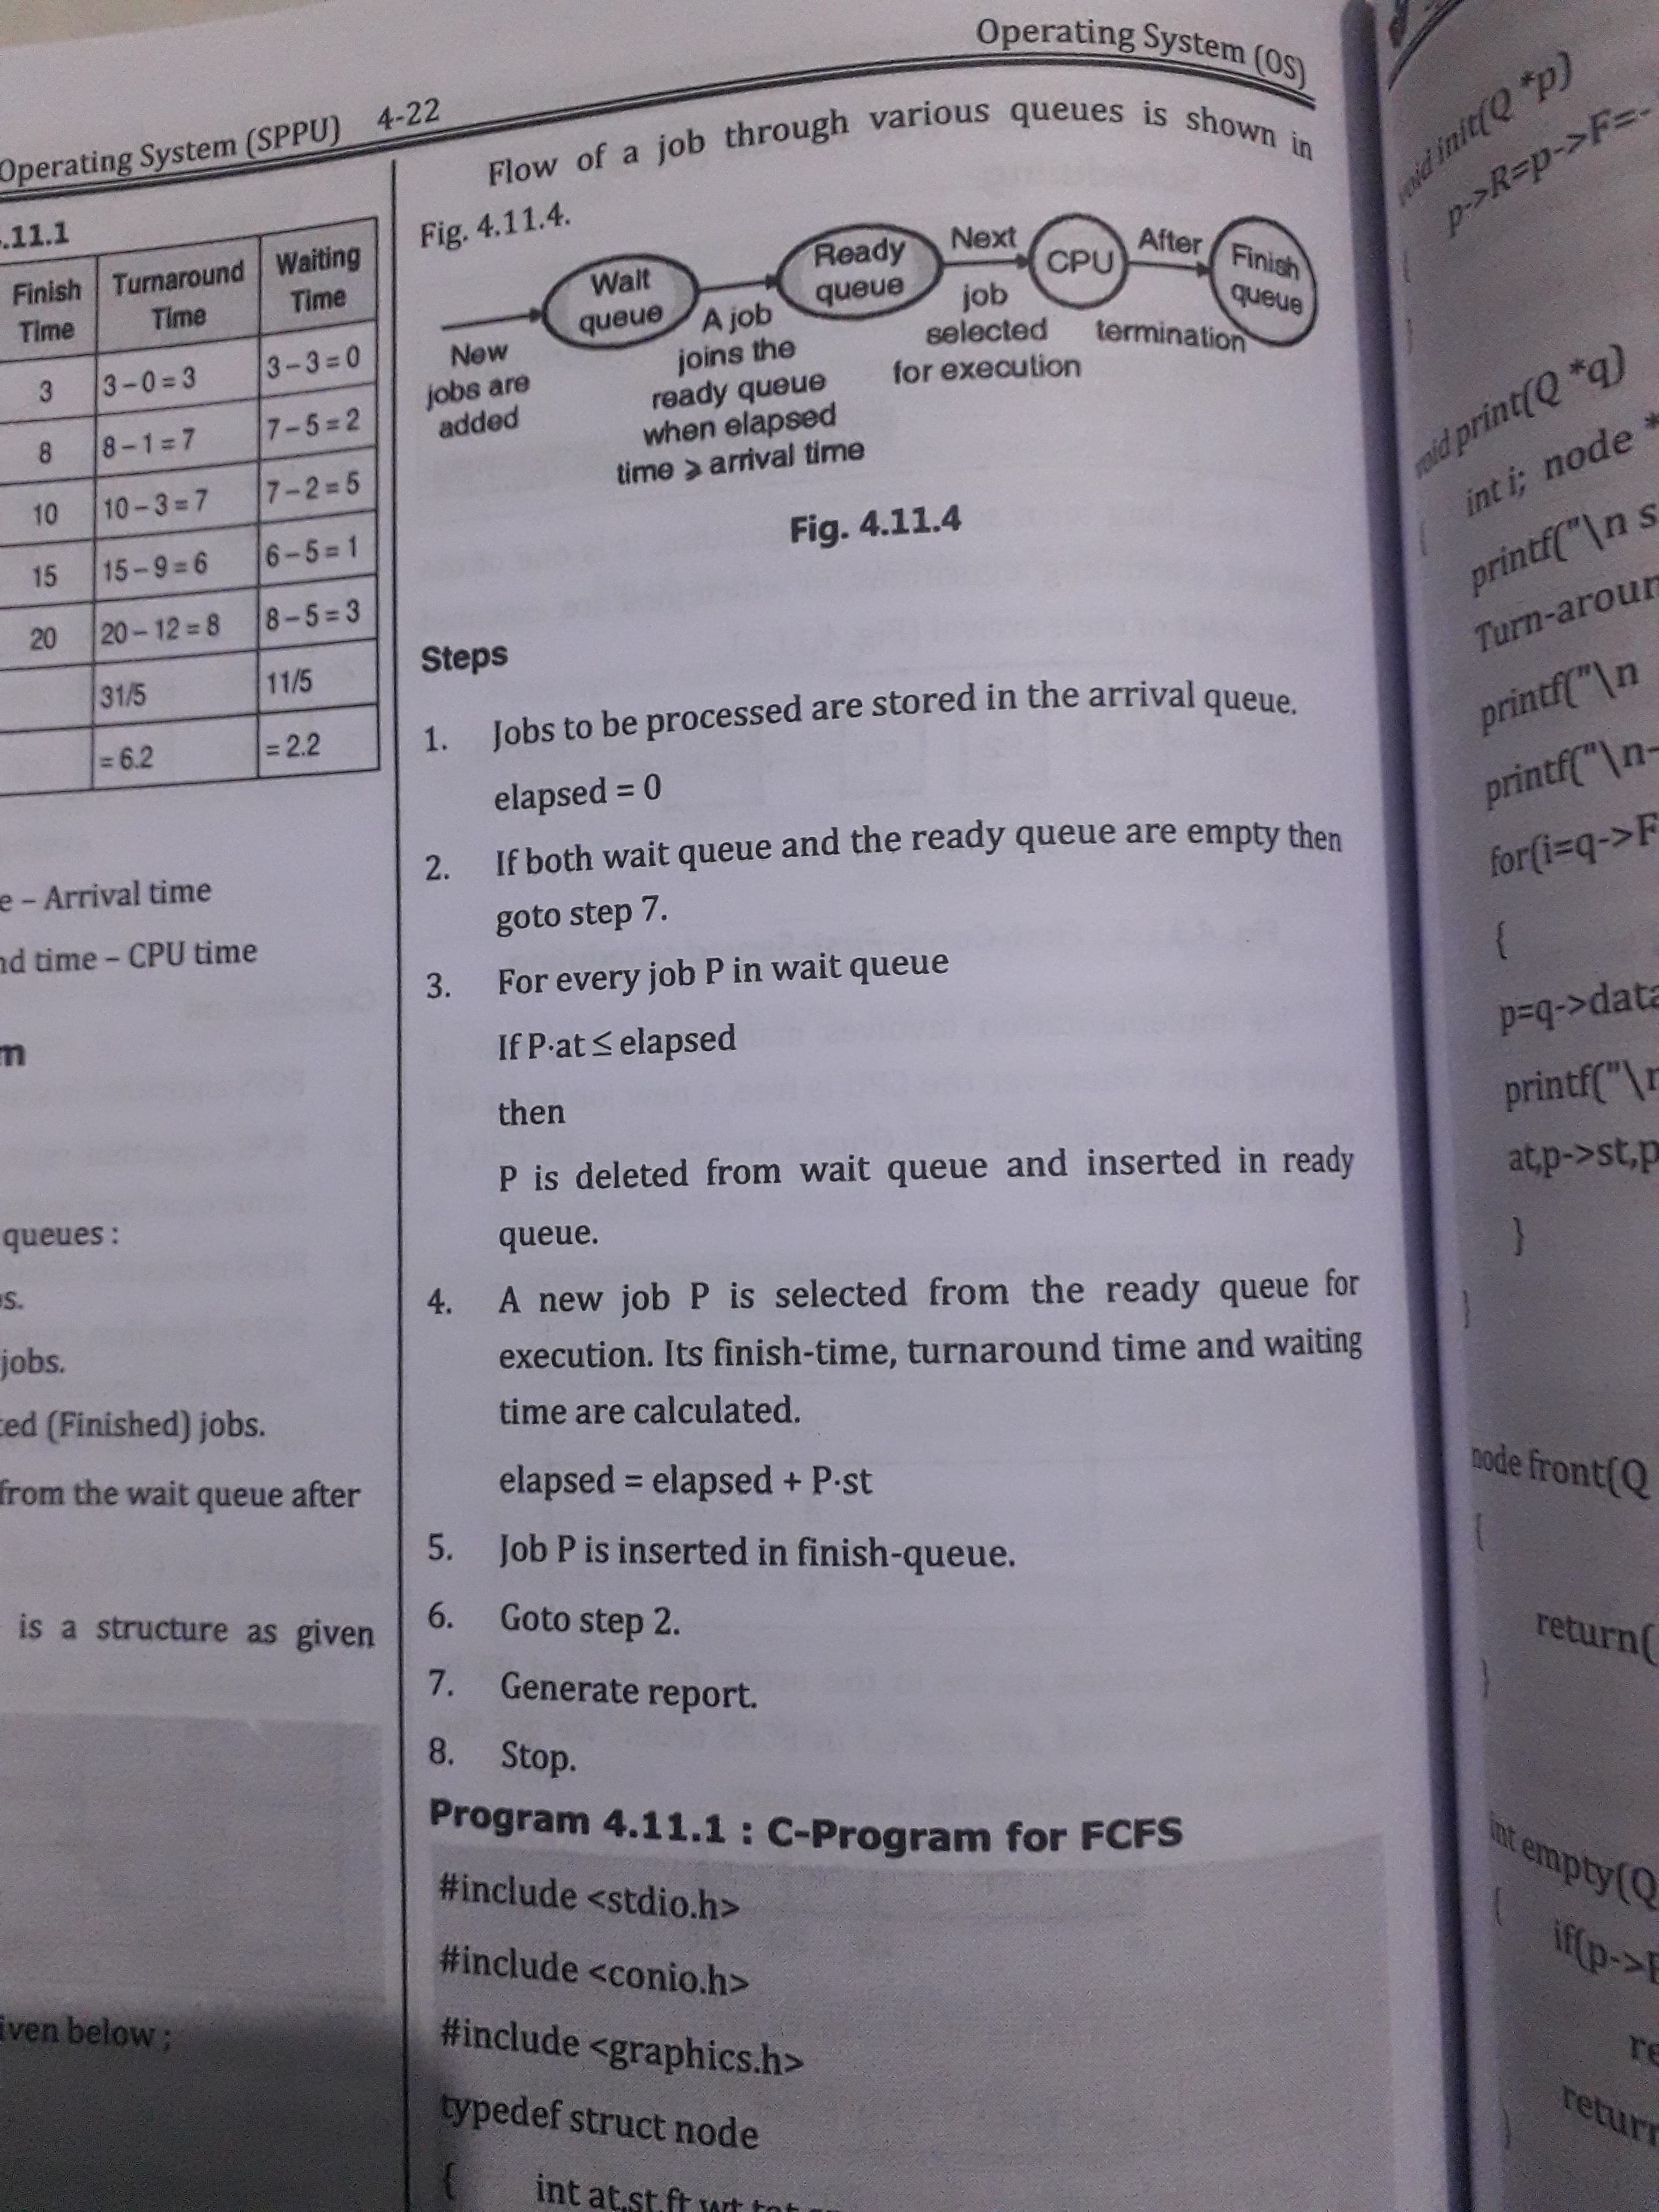 Operating System (SPPU) 4-22
Operating System (OS)
.11.1
Finish Time Turnaround Time Waiting Time
3 3 – 0 = 3 3 – 3 = 0
8 8 – 1 = 7 7 – 5 = 2
10 10 – 3 = 7 7 – 2 = 5
15 15 – 9 = 6 6 – 5 = 1
20 20 – 12 = 8 8 – 5 = 3
31/5 11/5
= 6.2 = 2.2
e – Arrival time
nd time – CPU time
m
queues :
s.
jobs.
ted (Finished) jobs.
from the wait queue after
is a structure as given
iven below ;
Flow of a job through various queues is shown in
Fig. 4.11.4.
New
jobs are
added
Wait
queue
A job
joins the
ready queue
when elapsed
time ⩾ arrival time
Ready
queue
Next
job
selected
for execution
CPU
After
termination
Finish
queue
Fig. 4.11.4
Steps
1. Jobs to be processed are stored in the arrival queue.
elapsed = 0
2. If both wait queue and the ready queue are empty then
goto step 7.
3. For every job P in wait queue
If P·at ≤ elapsed
then
P is deleted from wait queue and inserted in ready
queue.
4. A new job P is selected from the ready queue for
execution. Its finish-time, turnaround time and waiting
time are calculated.
elapsed = elapsed + P·st
5. Job P is inserted in finish-queue.
6. Goto step 2.
7. Generate report.
8. Stop.
Program 4.11.1 : C-Program for FCFS
#include <stdio.h>
#include <conio.h>
#include <graphics.h>
typedef struct node
{ int at,st,ft,wt,tat
void init(Q *p)
{
p->R=p->F=-
}
void print(Q *q)
{ int i; node *
printf("\n s
Turn-aroun
printf("\n
printf("\n-
for(i=q->F
{
p=q->data
printf("\n
at,p->st,p
}
}
node front(Q
{
return(
}
int empty(Q
{
if(p->
re
return
}